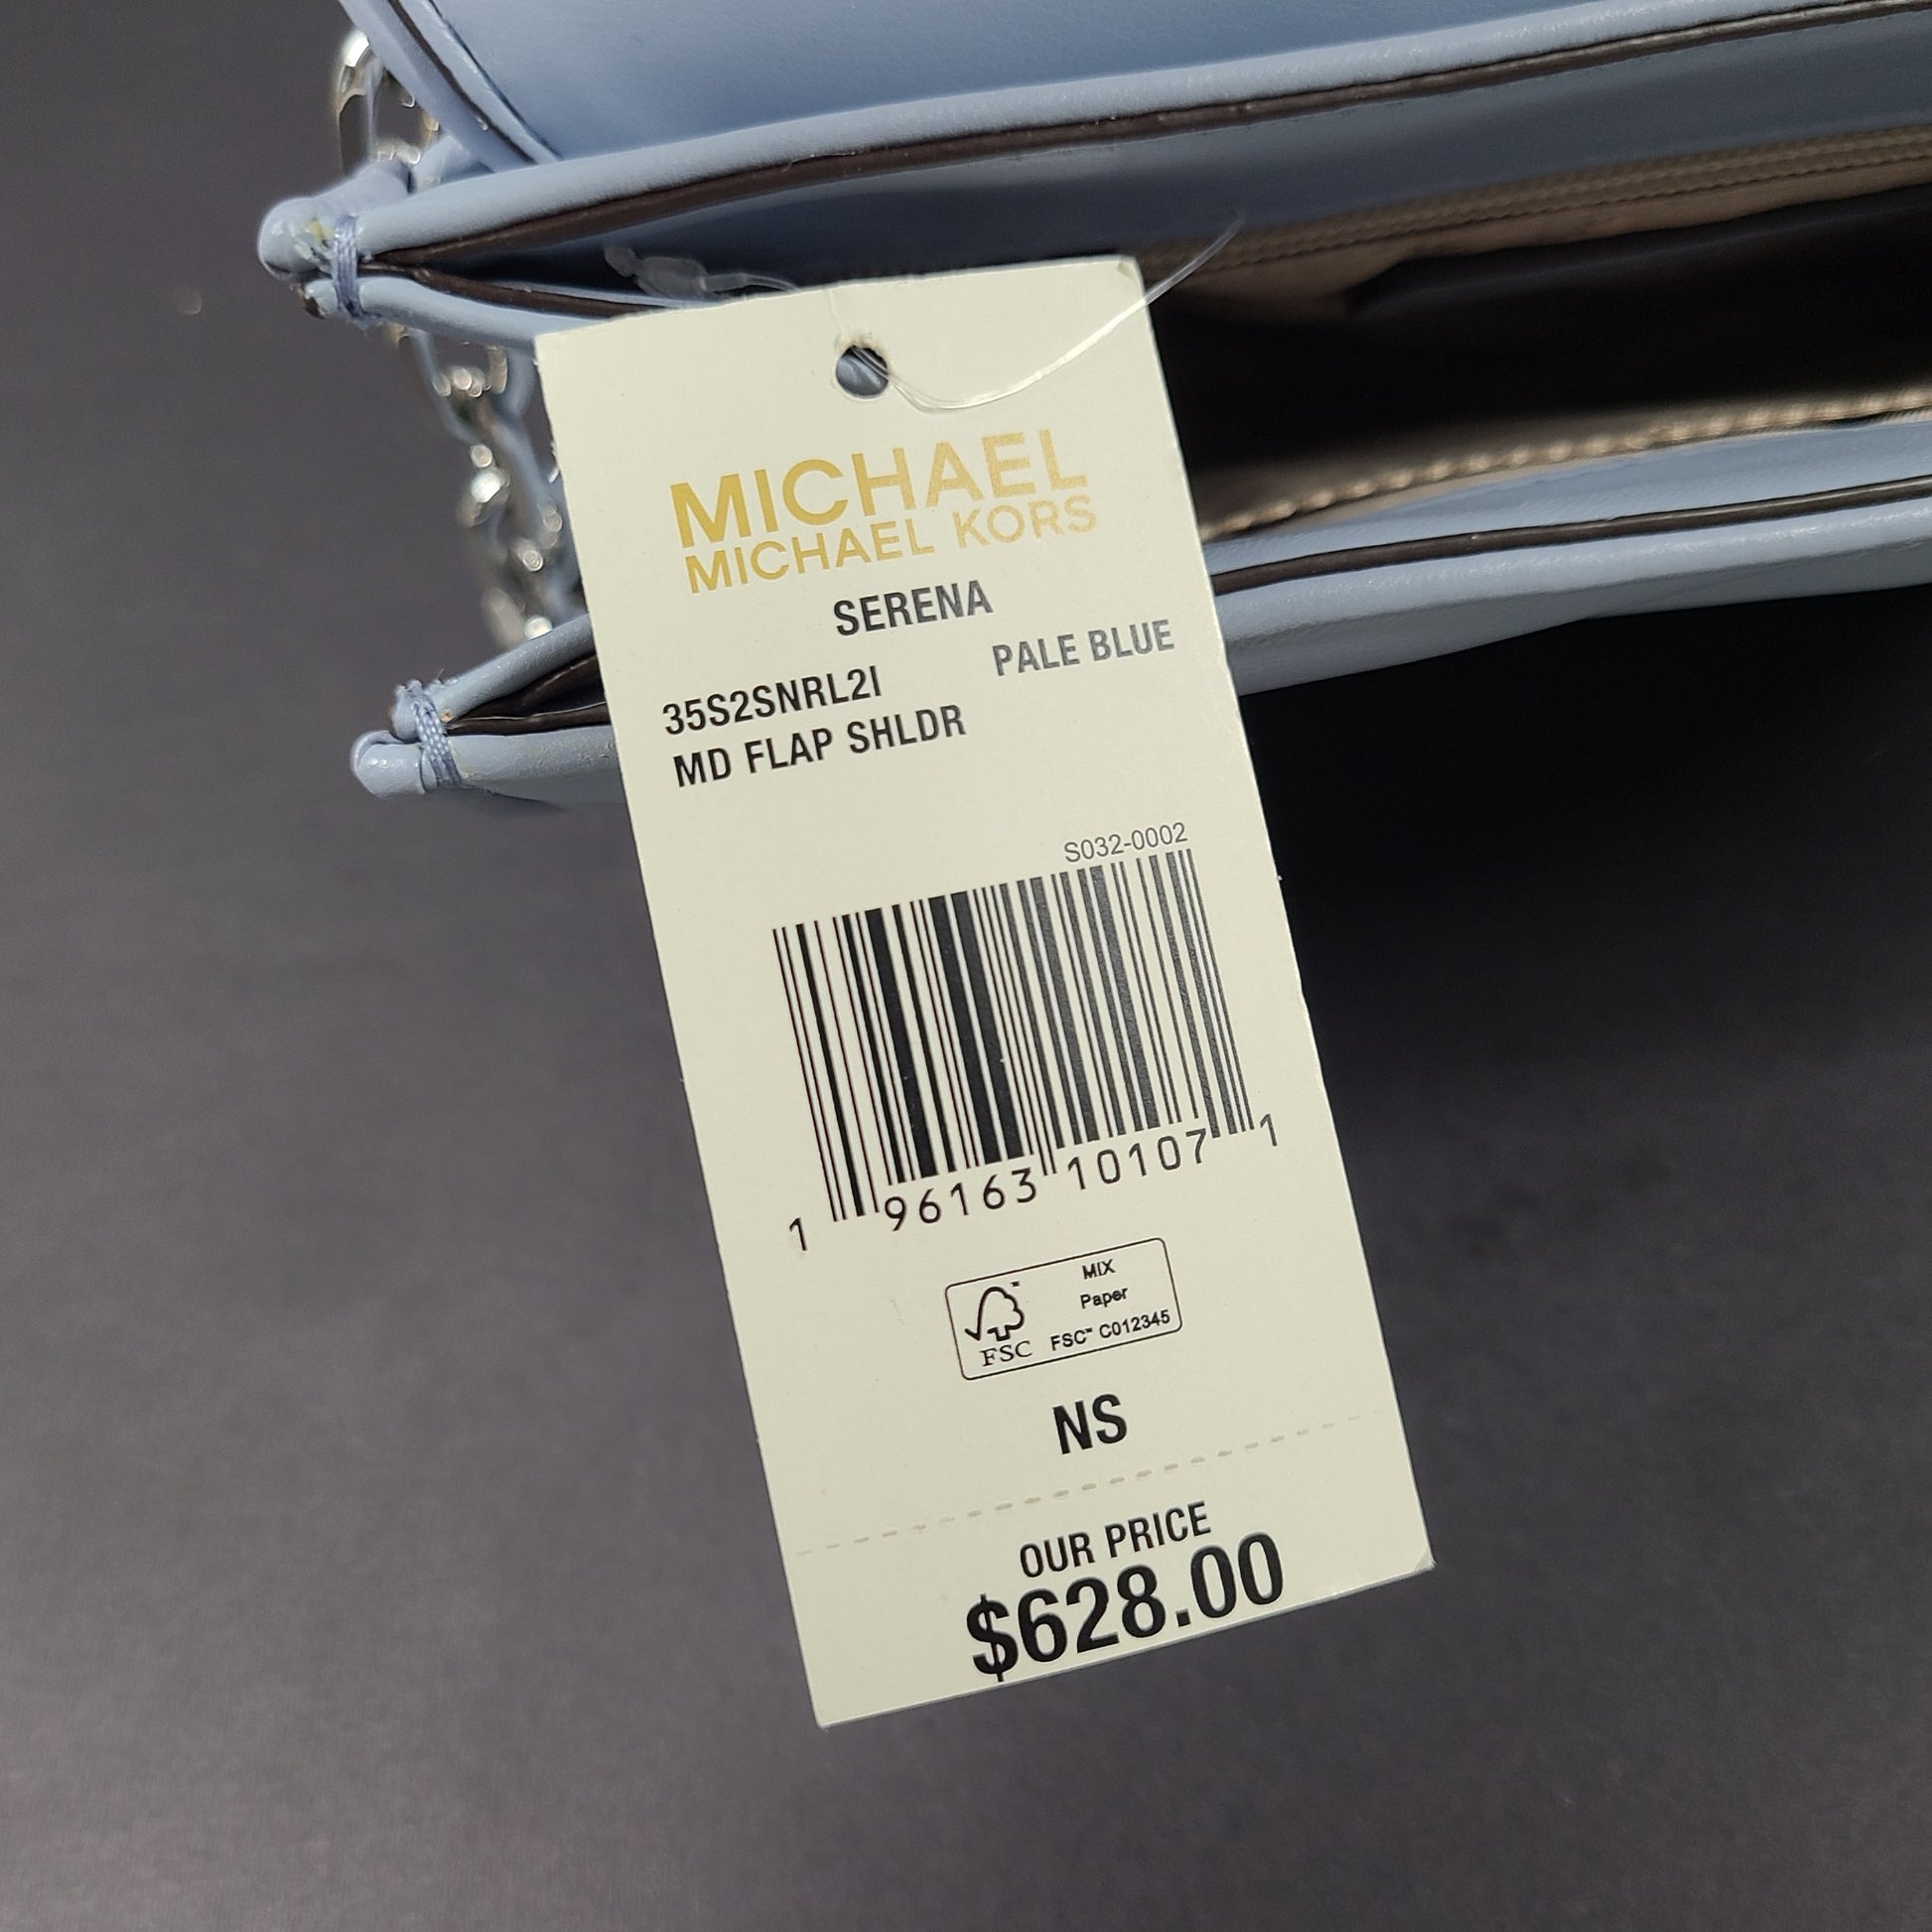 MICHAEL
MICHAEL KORS
SERENA
35S2SNRL2I PALE BLUE
MD FLAP SHLDR
S032-0002
1 96163 10107 1
MIX
Paper
FSC™ C012345
FSC
NS
OUR PRICE
$628.00